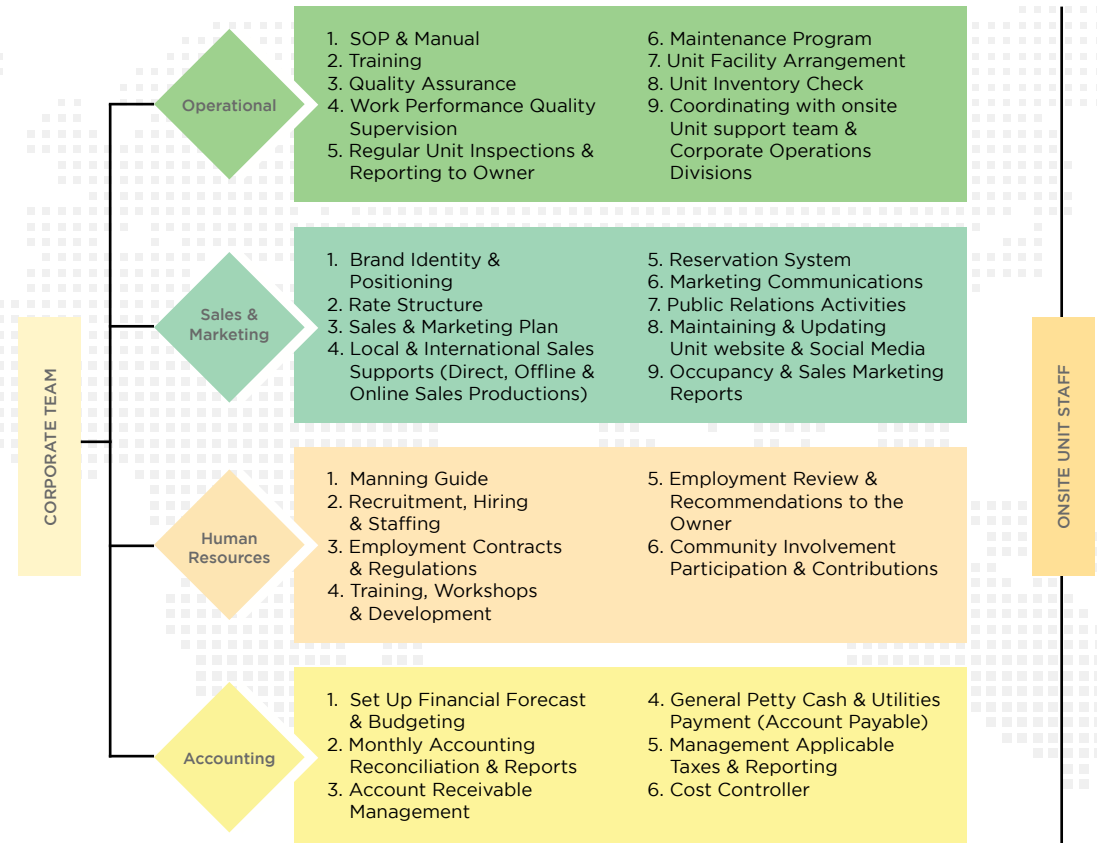 CORPORATE TEAM
Operational
1. SOP & Manual
2. Training
3. Quality Assurance
4. Work Performance Quality
Supervision
5. Regular Unit Inspections &
Reporting to Owner
6. Maintenance Program
7. Unit Facility Arrangement
8. Unit Inventory Check
9. Coordinating with onsite
Unit support team &
Corporate Operations
Divisions
Sales &
Marketing
1. Brand Identity &
Positioning
2. Rate Structure
3. Sales & Marketing Plan
4. Local & International Sales
Supports (Direct, Offline &
Online Sales Productions)
5. Reservation System
6. Marketing Communications
7. Public Relations Activities
8. Maintaining & Updating
Unit website & Social Media
9. Occupancy & Sales Marketing
Reports
Human
Resources
1. Manning Guide
2. Recruitment, Hiring
& Staffing
3. Employment Contracts
& Regulations
4. Training, Workshops
& Development
5. Employment Review &
Recommendations to the
Owner
6. Community Involvement
Participation & Contributions
Accounting
1. Set Up Financial Forecast
& Budgeting
2. Monthly Accounting
Reconciliation & Reports
3. Account Receivable
Management
4. General Petty Cash & Utilities
Payment (Account Payable)
5. Management Applicable
Taxes & Reporting
6. Cost Controller
ONSITE UNIT STAFF